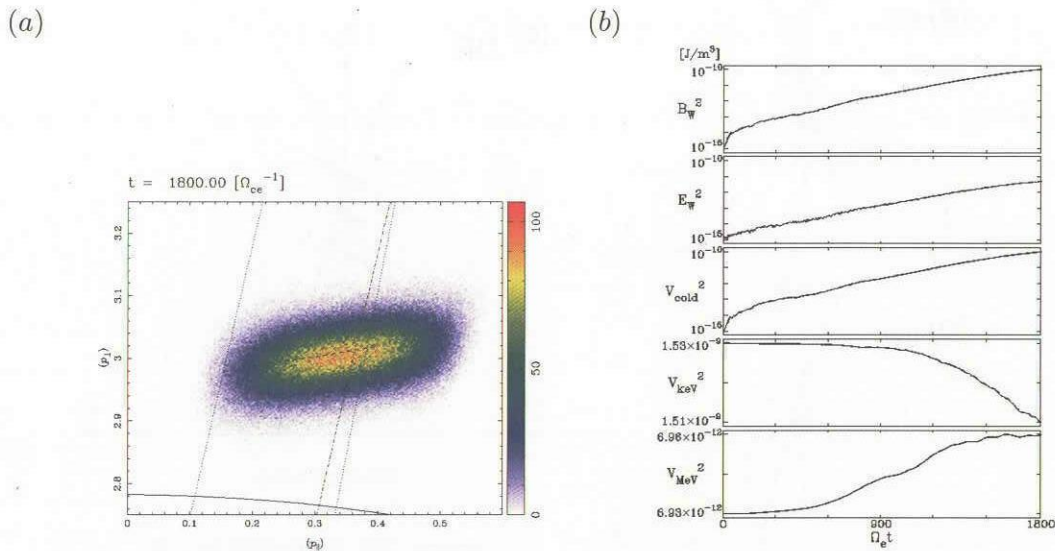 (a)
t = 1800.00 [Ω_ce^-1]
3.2
3.1
3
2.9
2.8
0 0.1 0.2 0.3 0.4 0.5
100
50
0
(b)
[J/m³]
10⁻¹⁰
B_W²
10⁻¹⁵
10⁻¹⁰
E_W²
10⁻¹⁵
10⁻¹⁰
V_cold²
10⁻¹⁵
1.53×10⁻⁹
V_keV²
1.51×10⁻⁹
6.96×10⁻¹²
V_MeV²
6.93×10⁻¹²
0 900 1800
Ω_e t